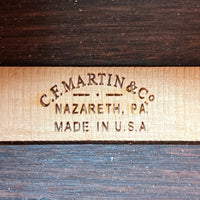 C.F. MARTIN & Co
NAZARETH, PA.
MADE IN U.S.A